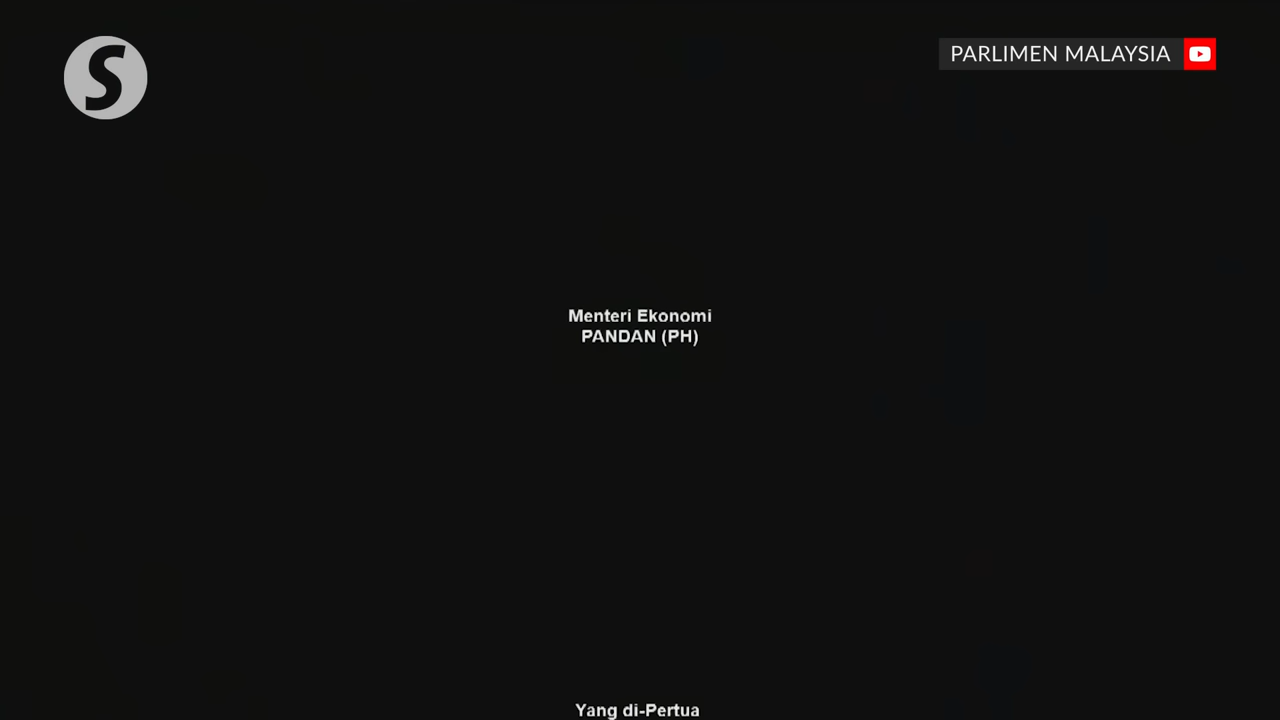 S
PARLIMEN MALAYSIA
Menteri Ekonomi
PANDAN (PH)
Yang di-Pertua